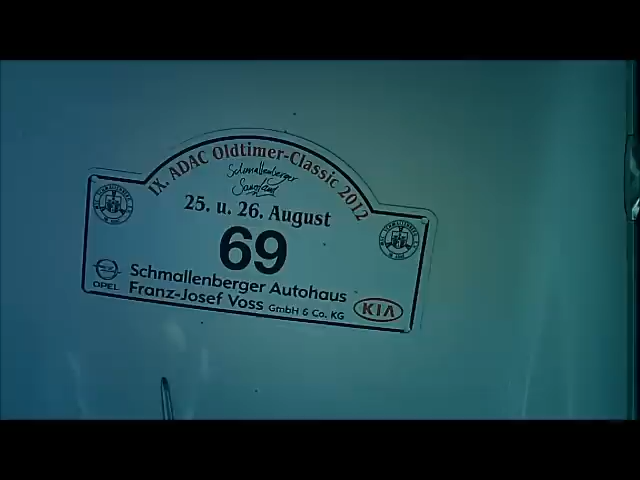 IX. ADAC Oldtimer-Classic 2012
Schmallenberger
Sauerland
25. u. 26. August
69
Schmallenberger Autohaus
Franz-Josef Voss GmbH & Co. KG
OPEL
KIA